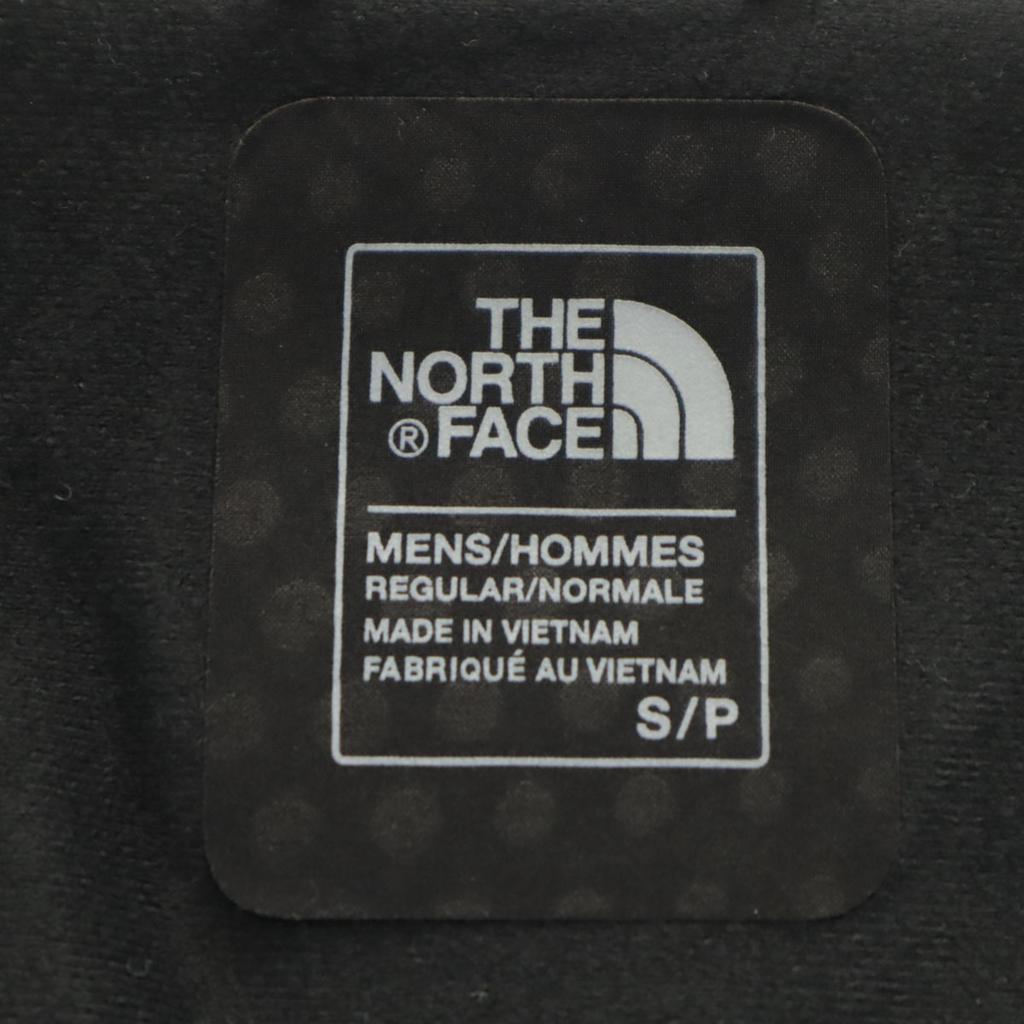 THE
NORTH
® FACE
MENS/HOMMES
REGULAR/NORMALE
MADE IN VIETNAM
FABRIQUÉ AU VIETNAM
S/P